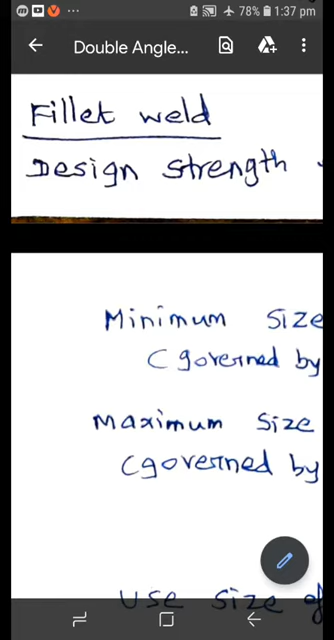 78% 1:37 pm
Double Angle...
Fillet weld
Design strength
Minimum size
(governed by
Maximum size
(governed by
use size of